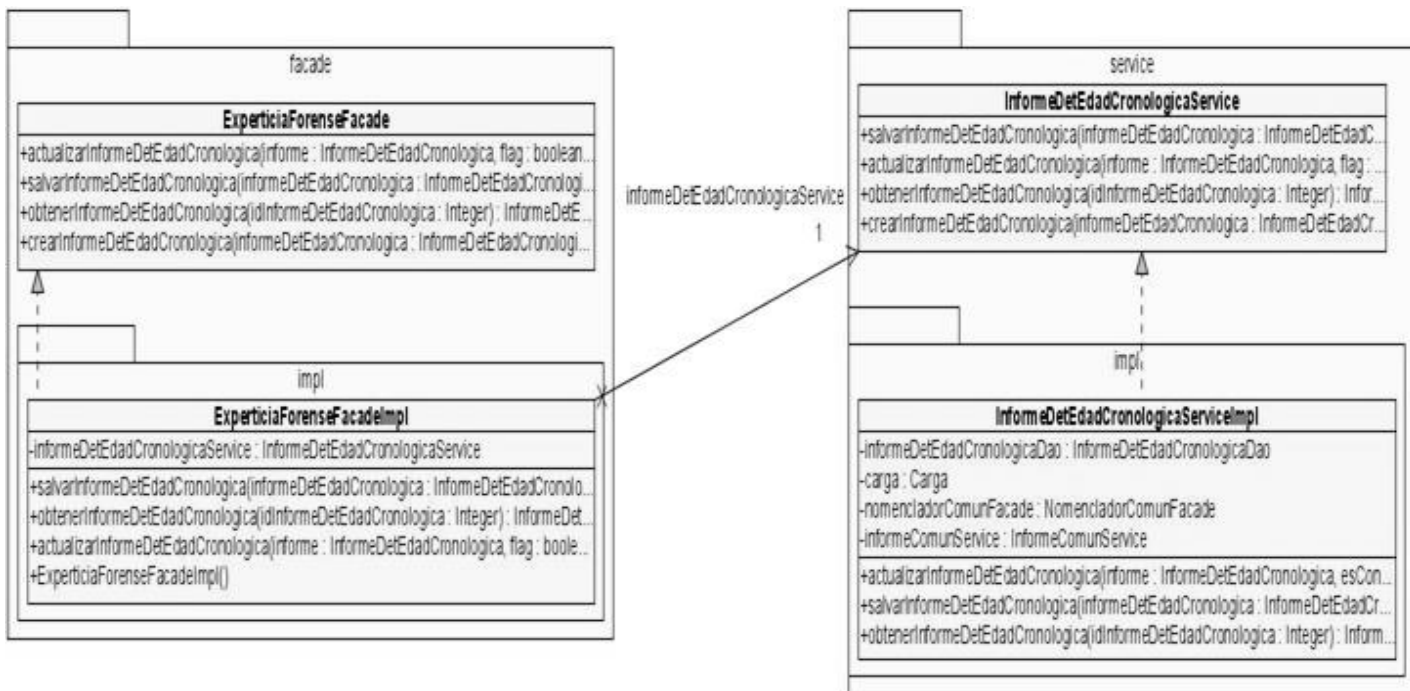 facade
ExperticiaForenseFacade
+actualizarInformeDetEdadCronologica(informe : InformeDetEdadCronologica, flag : boolean...
+salvarInformeDetEdadCronologica(informeDetEdadCronologica : InformeDetEdadCronologi...
+obtenerInformeDetEdadCronologica(idInformeDetEdadCronologica : Integer) : InformeDetE...
+crearInformeDetEdadCronologica(informeDetEdadCronologica : InformeDetEdadCronologi...
impl
ExperticiaForenseFacadeImpl
-informeDetEdadCronologicaService : InformeDetEdadCronologicaService
+salvarInformeDetEdadCronologica(informeDetEdadCronologica : InformeDetEdadCronolo...
+obtenerInformeDetEdadCronologica(idInformeDetEdadCronologica : Integer) : InformeDet...
+actualizarInformeDetEdadCronologica(informe : InformeDetEdadCronologica, flag : boole...
+ExperticiaForenseFacadeImpl()
informeDetEdadCronologicaService
1
service
InformeDetEdadCronologicaService
+salvarInformeDetEdadCronologica(informeDetEdadCronologica : InformeDetEdadC...
+actualizarInformeDetEdadCronologica(informe : InformeDetEdadCronologica, flag : ...
+obtenerInformeDetEdadCronologica(idInformeDetEdadCronologica : Integer) : Infor...
+crearInformeDetEdadCronologica(informeDetEdadCronologica : InformeDetEdadCr...
impl
InformeDetEdadCronologicaServiceImpl
-informeDetEdadCronologicaDao : InformeDetEdadCronologicaDao
-carga : Carga
-nomencladorComunFacade : NomencladorComunFacade
-informeComunService : InformeComunService
+actualizarInformeDetEdadCronologica(informe : InformeDetEdadCronologica, esCon...
+salvarInformeDetEdadCronologica(informeDetEdadCronologica : InformeDetEdadCr...
+obtenerInformeDetEdadCronologica(idInformeDetEdadCronologica : Integer) : Inform...